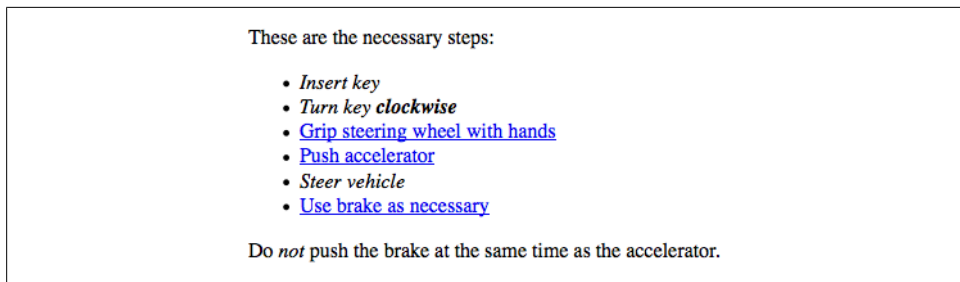 These are the necessary steps:
• Insert key
• Turn key clockwise
• Grip steering wheel with hands
• Push accelerator
• Steer vehicle
• Use brake as necessary
Do not push the brake at the same time as the accelerator.